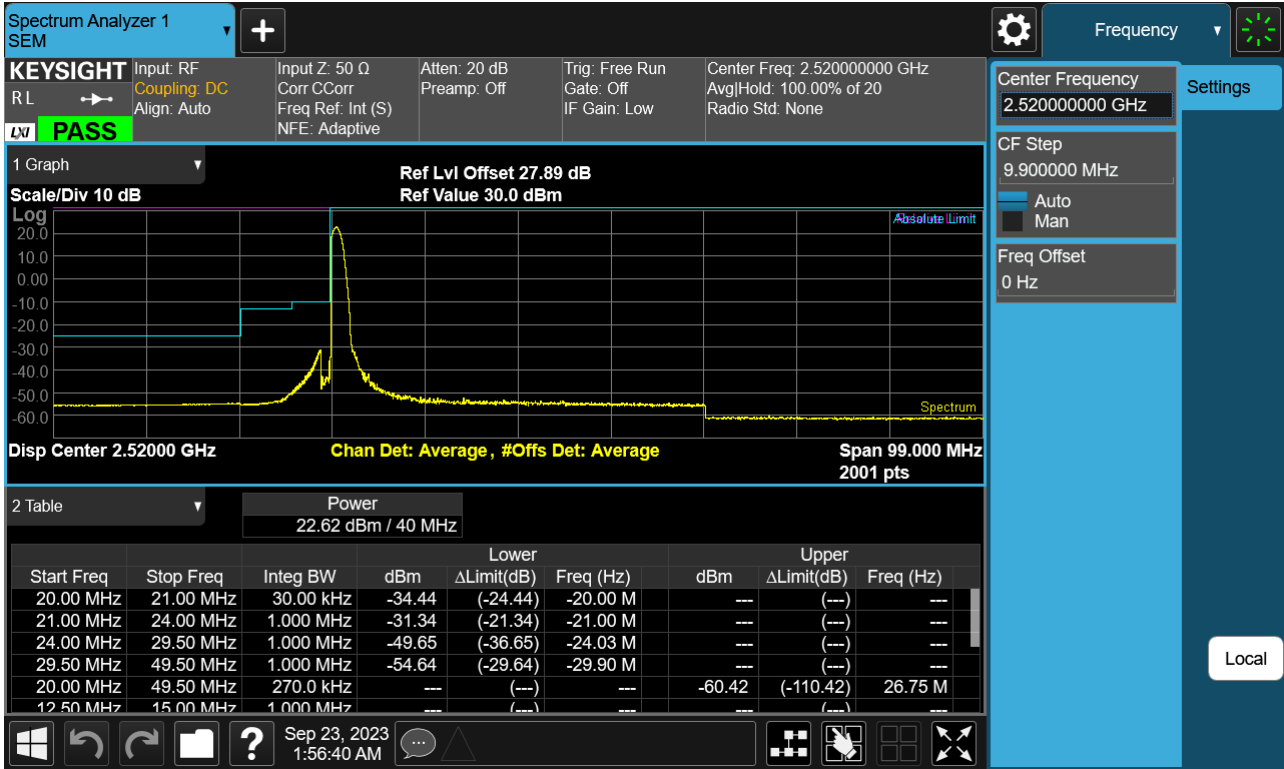 Spectrum Analyzer 1
SEM
Frequency
KEYSIGHT
R L
LXI
PASS
Input: RF
Coupling: DC
Align: Auto
Input Z: 50 Ω
Corr CCorr
Freq Ref: Int (S)
NFE: Adaptive
Atten: 20 dB
Preamp: Off
Trig: Free Run
Gate: Off
IF Gain: Low
Center Freq: 2.520000000 GHz
Avg|Hold: 100.00% of 20
Radio Std: None
Center Frequency
2.520000000 GHz
Settings
CF Step
9.900000 MHz
Auto
Man
Freq Offset
0 Hz
Local
1 Graph
Scale/Div 10 dB
Ref Lvl Offset 27.89 dB
Ref Value 30.0 dBm
Log
20.0
10.0
0.00
-10.0
-20.0
-30.0
-40.0
-50.0
-60.0
Limit
Spectrum
Disp Center 2.52000 GHz
Chan Det: Average , #Offs Det: Average
Span 99.000 MHz
2001 pts
2 Table
Power
22.62 dBm / 40 MHz
Lower Upper
Start Freq Stop Freq Integ BW dBm ∆Limit(dB) Freq (Hz) dBm ∆Limit(dB) Freq (Hz)
20.00 MHz 21.00 MHz 30.00 kHz -34.44 (-24.44) -20.00 M --- (---) ---
21.00 MHz 24.00 MHz 1.000 MHz -31.34 (-21.34) -21.00 M --- (---) ---
24.00 MHz 29.50 MHz 1.000 MHz -49.65 (-36.65) -24.03 M --- (---) ---
29.50 MHz 49.50 MHz 1.000 MHz -54.64 (-29.64) -29.90 M --- (---) ---
20.00 MHz 49.50 MHz 270.0 kHz --- (---) --- -60.42 (-110.42) 26.75 M
12.50 MHz 15.00 MHz 1.000 MHz --- (---) --- --- (---) ---
?
Sep 23, 2023
1:56:40 AM